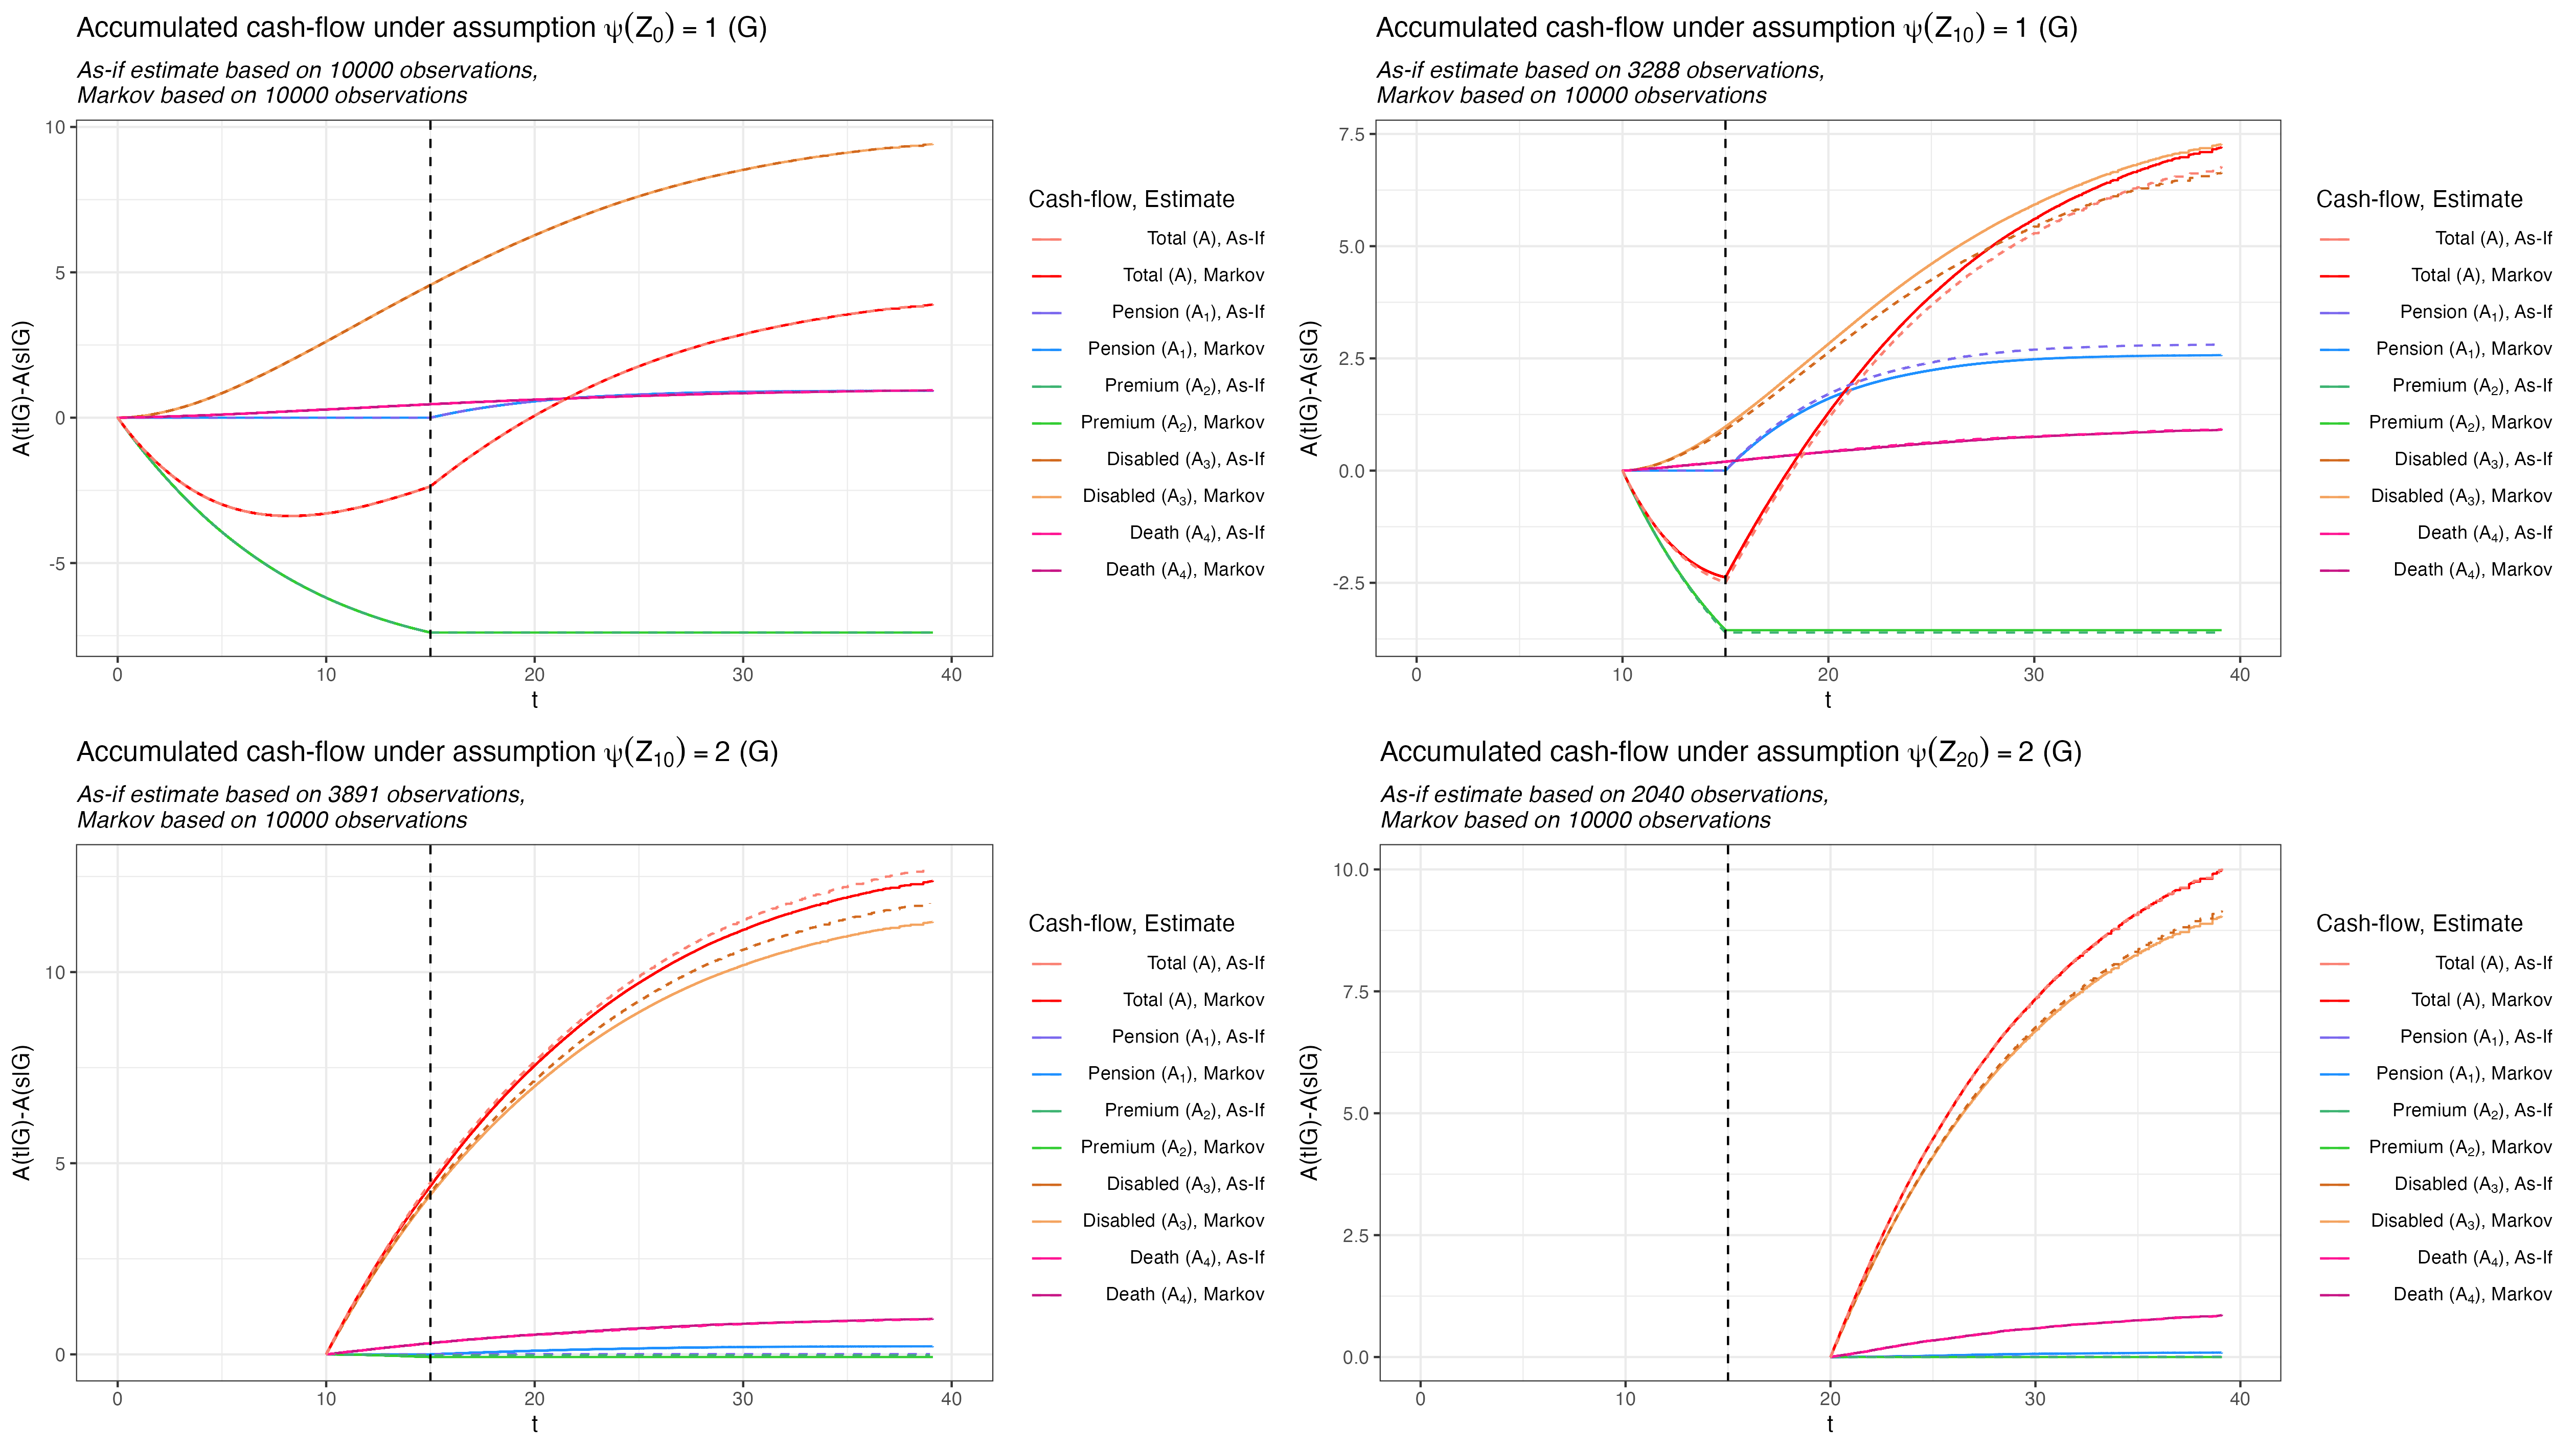 Accumulated cash-flow under assumption ψ(Z₀) = 1 (G)
As-if estimate based on 10000 observations,
Markov based on 10000 observations
A(t|G)-A(s|G)
10
5
0
-5
0 10 20 30 40
t
Cash-flow, Estimate
Total (A), As-If
Total (A), Markov
Pension (A₁), As-If
Pension (A₁), Markov
Premium (A₂), As-If
Premium (A₂), Markov
Disabled (A₃), As-If
Disabled (A₃), Markov
Death (A₄), As-If
Death (A₄), Markov
Accumulated cash-flow under assumption ψ(Z₁₀) = 1 (G)
As-if estimate based on 3288 observations,
Markov based on 10000 observations
A(t|G)-A(s|G)
7.5
5.0
2.5
0.0
-2.5
0 10 20 30 40
t
Cash-flow, Estimate
Total (A), As-If
Total (A), Markov
Pension (A₁), As-If
Pension (A₁), Markov
Premium (A₂), As-If
Premium (A₂), Markov
Disabled (A₃), As-If
Disabled (A₃), Markov
Death (A₄), As-If
Death (A₄), Markov
Accumulated cash-flow under assumption ψ(Z₁₀) = 2 (G)
As-if estimate based on 3891 observations,
Markov based on 10000 observations
A(t|G)-A(s|G)
10
5
0
0 10 20 30 40
t
Cash-flow, Estimate
Total (A), As-If
Total (A), Markov
Pension (A₁), As-If
Pension (A₁), Markov
Premium (A₂), As-If
Premium (A₂), Markov
Disabled (A₃), As-If
Disabled (A₃), Markov
Death (A₄), As-If
Death (A₄), Markov
Accumulated cash-flow under assumption ψ(Z₂₀) = 2 (G)
As-if estimate based on 2040 observations,
Markov based on 10000 observations
A(t|G)-A(s|G)
10.0
7.5
5.0
2.5
0.0
0 10 20 30 40
t
Cash-flow, Estimate
Total (A), As-If
Total (A), Markov
Pension (A₁), As-If
Pension (A₁), Markov
Premium (A₂), As-If
Premium (A₂), Markov
Disabled (A₃), As-If
Disabled (A₃), Markov
Death (A₄), As-If
Death (A₄), Markov